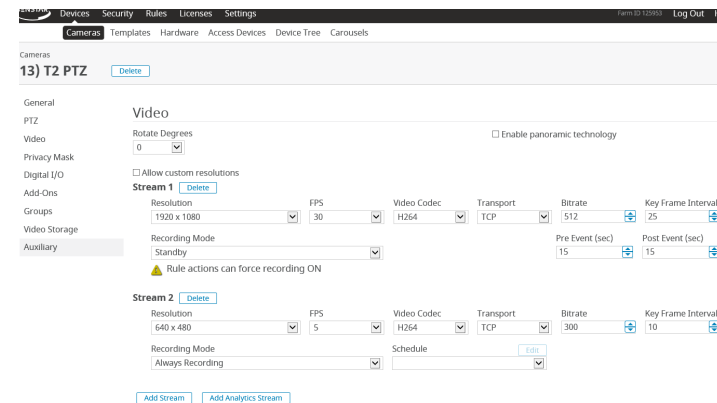 Devices Security Rules Licenses Settings Farm ID 125953 Log Out
Cameras Templates Hardware Access Devices Device Tree Carousels
Cameras
13) T2 PTZ Delete
General
PTZ
Video
Privacy Mask
Digital I/O
Add-Ons
Groups
Video Storage
Auxiliary
Video
Rotate Degrees
0
Enable panoramic technology
Allow custom resolutions
Stream 1 Delete
Resolution FPS Video Codec Transport Bitrate Key Frame Interval
1920 x 1080 30 H264 TCP 512 25
Recording Mode Pre Event (sec) Post Event (sec)
Standby 15 15
Rule actions can force recording ON
Stream 2 Delete
Resolution FPS Video Codec Transport Bitrate Key Frame Interval
640 x 480 5 H264 TCP 300 10
Recording Mode Schedule Edit
Always Recording
Add Stream Add Analytics Stream